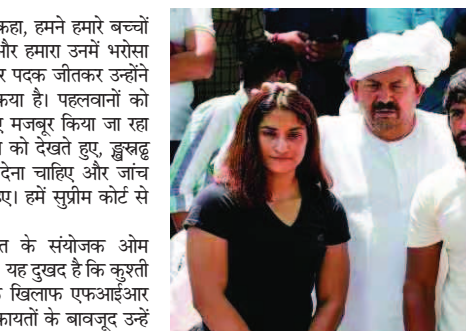 कहा, हमने हमारे बच्चों
और हमारा उनमें भरोसा
र पदक जीतकर उन्होंने
कया है। पहलवानों को
ए मजबूर किया जा रहा
को देखते हुए,
देना चाहिए और जांच
ए। हमें सुप्रीम कोर्ट से
त के संयोजक ओम
यह दुखद है कि कुश्ती
खिलाफ एफआईआर
कायतों के बावजूद उन्हें